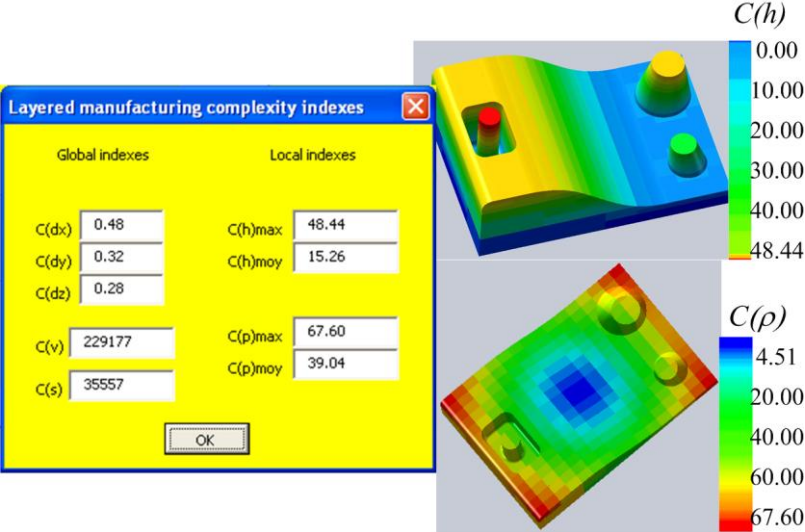 Layered manufacturing complexity indexes
Global indexes
Local indexes
C(dx) 0.48
C(dy) 0.32
C(dz) 0.28
C(v) 229177
C(s) 35557
C(h)max 48.44
C(h)moy 15.26
C(p)max 67.60
C(p)moy 39.04
OK
C(h)
0.00
10.00
20.00
30.00
40.00
48.44
C(ρ)
4.51
20.00
40.00
60.00
67.60